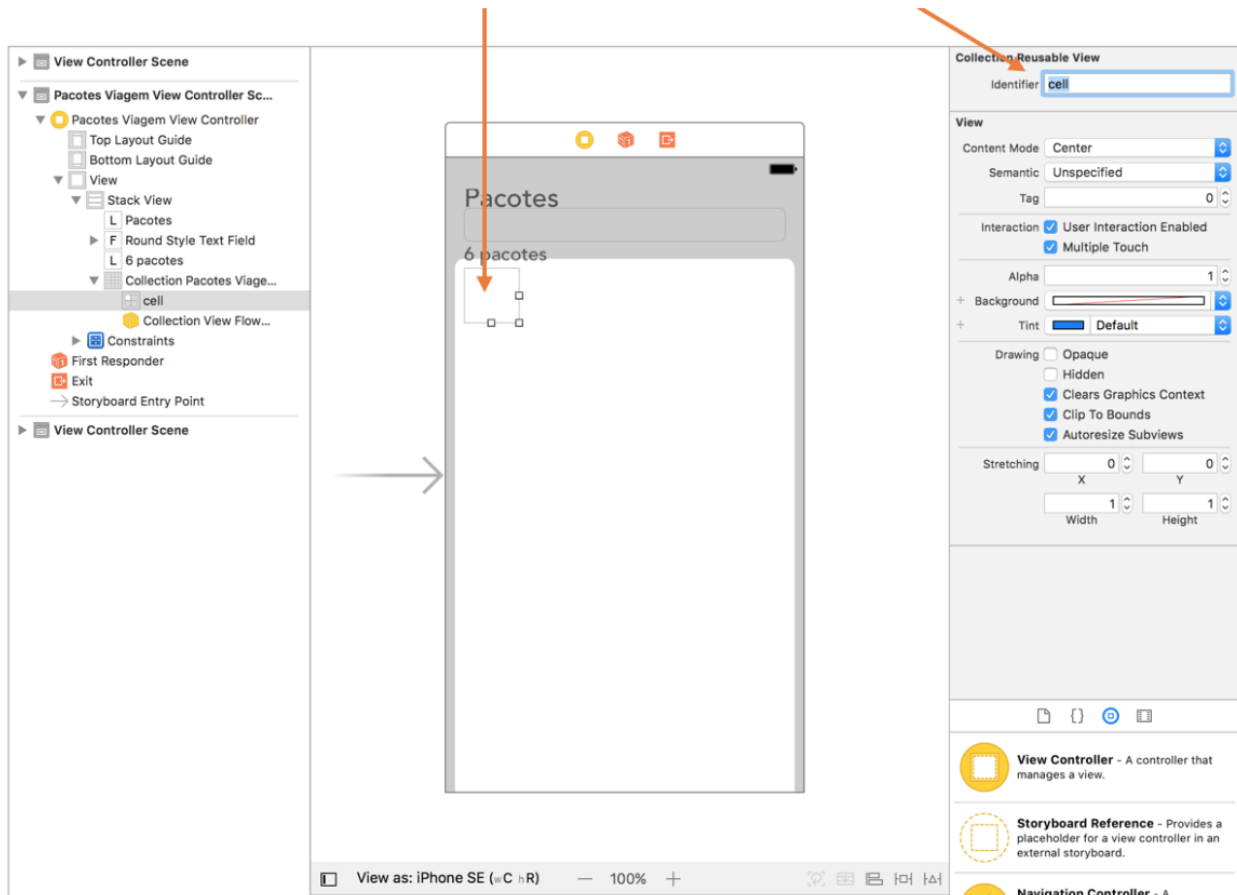 View Controller Scene
Pacotes Viagem View Controller Sc...
Pacotes Viagem View Controller
Top Layout Guide
Bottom Layout Guide
View
Stack View
L Pacotes
F Round Style Text Field
L 6 pacotes
Collection Pacotes Viage...
cell
Collection View Flow...
Constraints
First Responder
Exit
Storyboard Entry Point
View Controller Scene
Pacotes
6 pacotes
View as: iPhone SE (wC hR)
100%
Collection Reusable View
Identifier cell
View
Content Mode Center
Semantic Unspecified
Tag 0
Interaction User Interaction Enabled
Multiple Touch
Alpha 1
Background
Tint Default
Drawing Opaque
Hidden
Clears Graphics Context
Clip To Bounds
Autoresize Subviews
Stretching 0 0
X Y
1 1
Width Height
View Controller - A controller that
manages a view.
Storyboard Reference - Provides a
placeholder for a view controller in an
external storyboard.
Navigation Controller - A